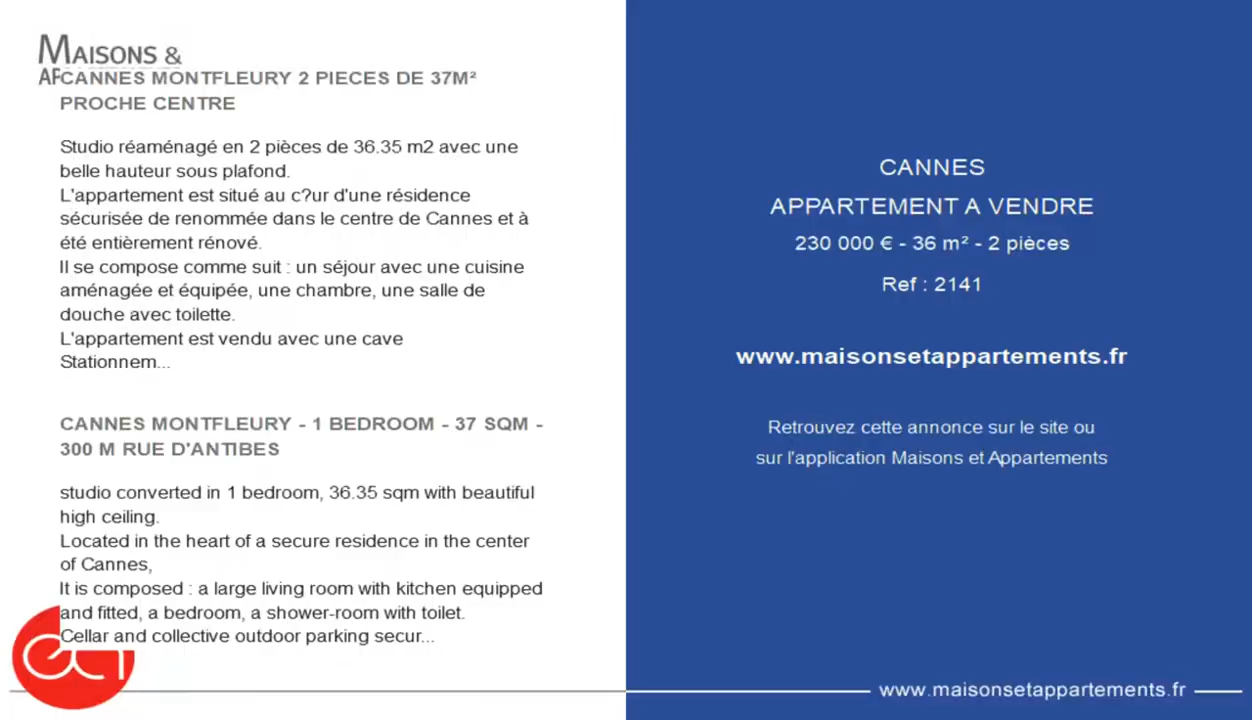 MAISONS &
AP
CANNES MONTFLEURY 2 PIECES DE 37M²
PROCHE CENTRE
Studio réaménagé en 2 pièces de 36.35 m2 avec une
belle hauteur sous plafond.
L'appartement est situé au c?ur d'une résidence
sécurisée de renommée dans le centre de Cannes et à
été entièrement rénové.
Il se compose comme suit : un séjour avec une cuisine
aménagée et équipée, une chambre, une salle de
douche avec toilette.
L'appartement est vendu avec une cave
Stationnem...
CANNES MONTFLEURY - 1 BEDROOM - 37 SQM -
300 M RUE D'ANTIBES
studio converted in 1 bedroom, 36.35 sqm with beautiful
high ceiling.
Located in the heart of a secure residence in the center
of Cannes,
It is composed : a large living room with kitchen equipped
and fitted, a bedroom, a shower-room with toilet.
Cellar and collective outdoor parking secur...
CANNES
APPARTEMENT A VENDRE
230 000 € - 36 m² - 2 pièces
Ref : 2141
www.maisonsetappartements.fr
Retrouvez cette annonce sur le site ou
sur l'application Maisons et Appartements
www.maisonsetappartements.fr